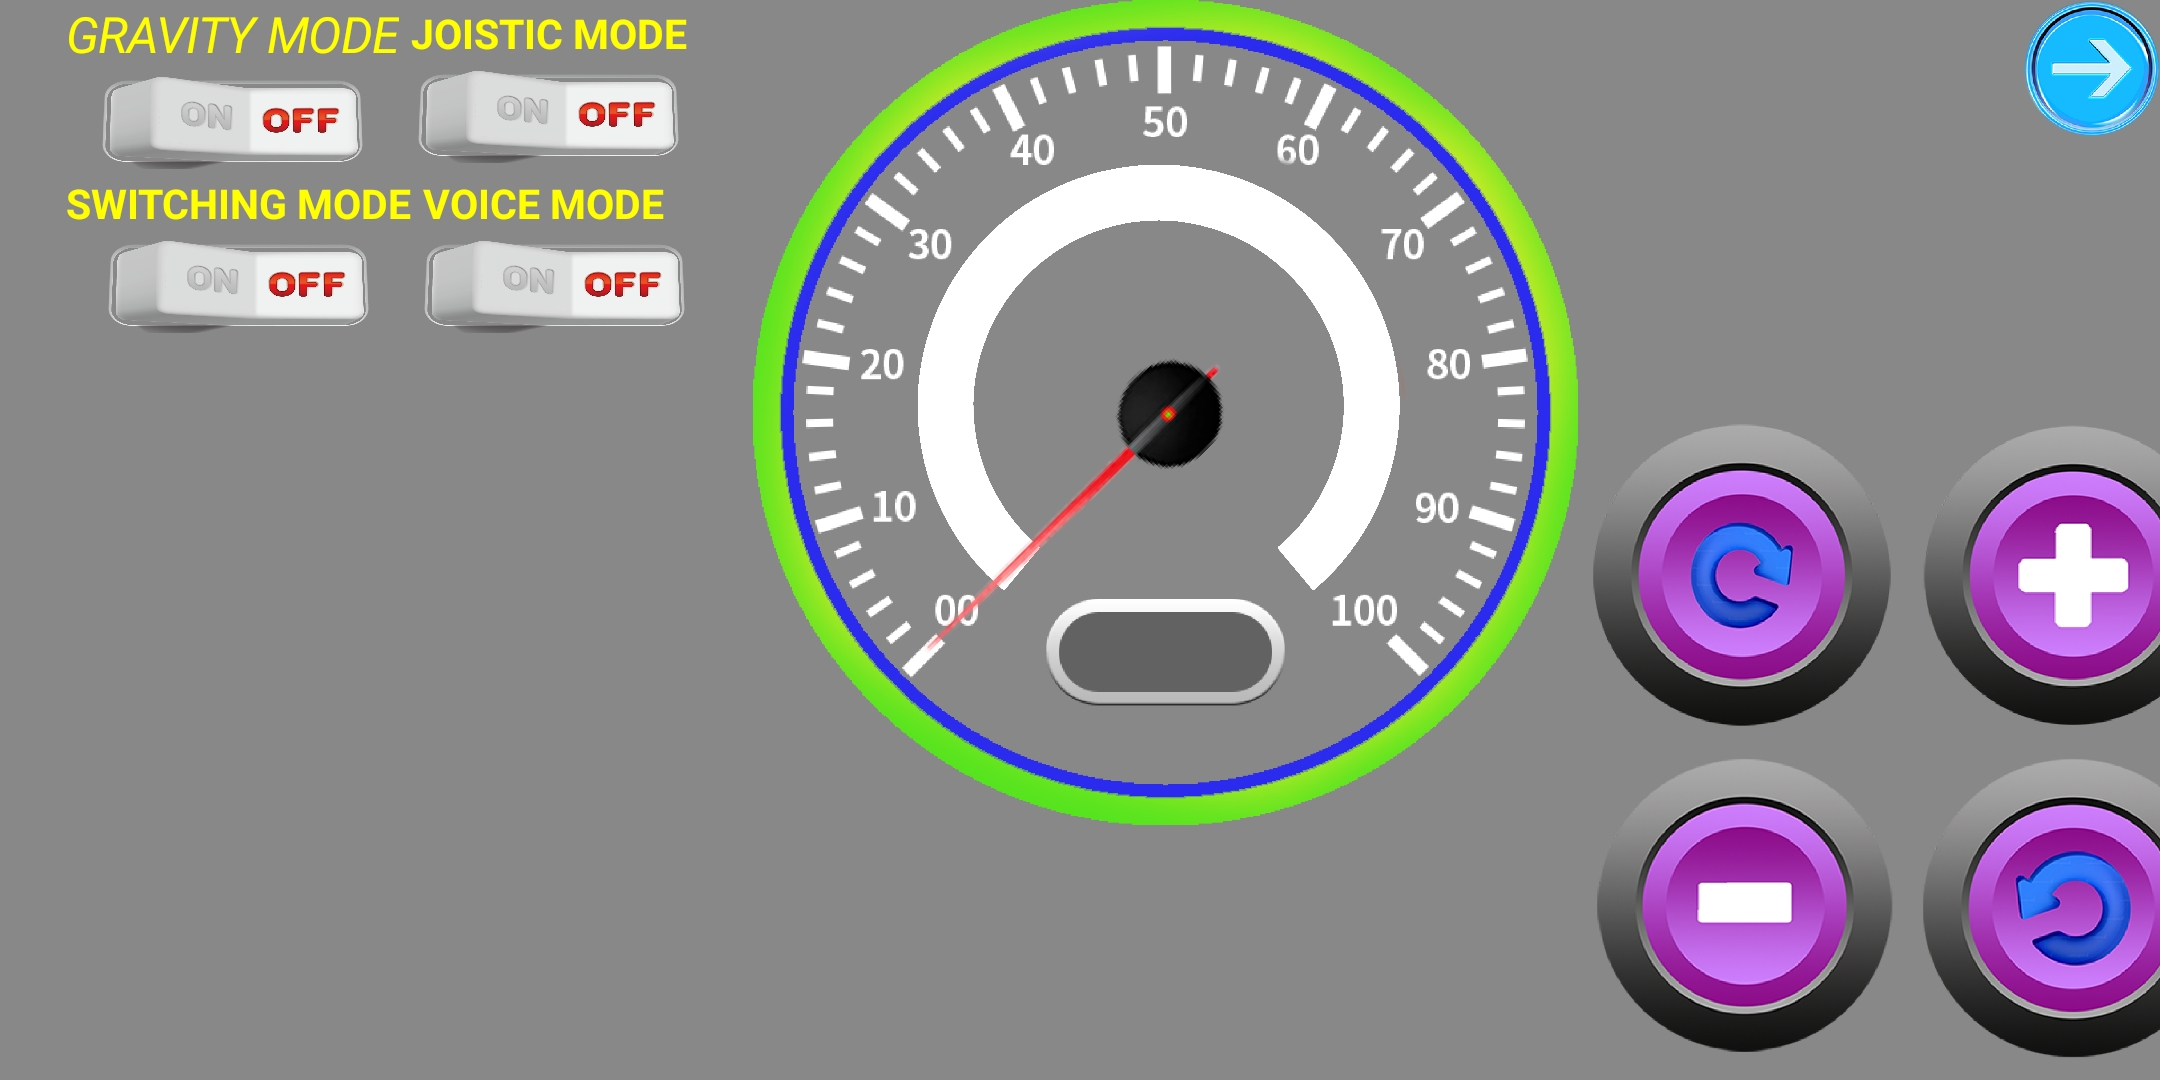 GRAVITY MODE JOISTIC MODE
ON OFF ON OFF
SWITCHING MODE VOICE MODE
ON OFF ON OFF
50
40 60
30 70
20 80
10 90
00 100